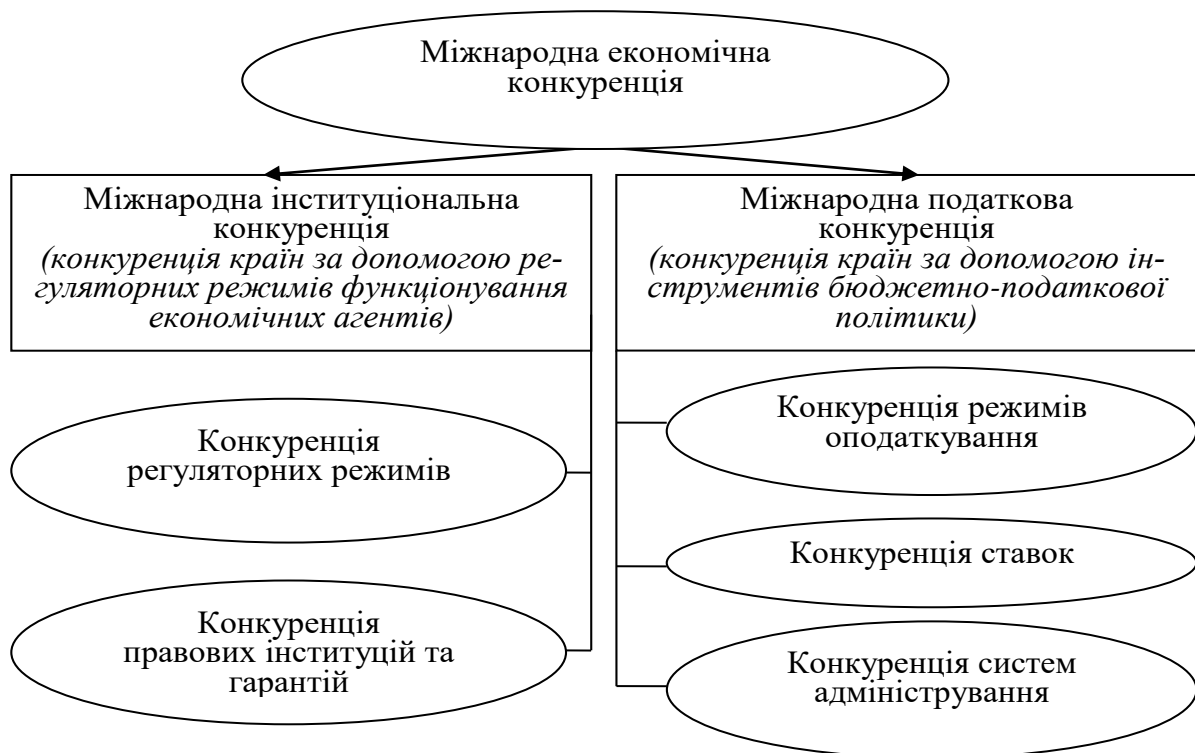 Міжнародна економічна
конкуренція
Міжнародна інституціональна
конкуренція
(конкуренція країн за допомогою ре-
гуляторних режимів функціонування
економічних агентів)
Міжнародна податкова
конкуренція
(конкуренція країн за допомогою ін-
струментів бюджетно-податкової
політики)
Конкуренція
регуляторних режимів
Конкуренція
правових інституцій та
гарантій
Конкуренція режимів
оподаткування
Конкуренція ставок
Конкуренція систем
адміністрування